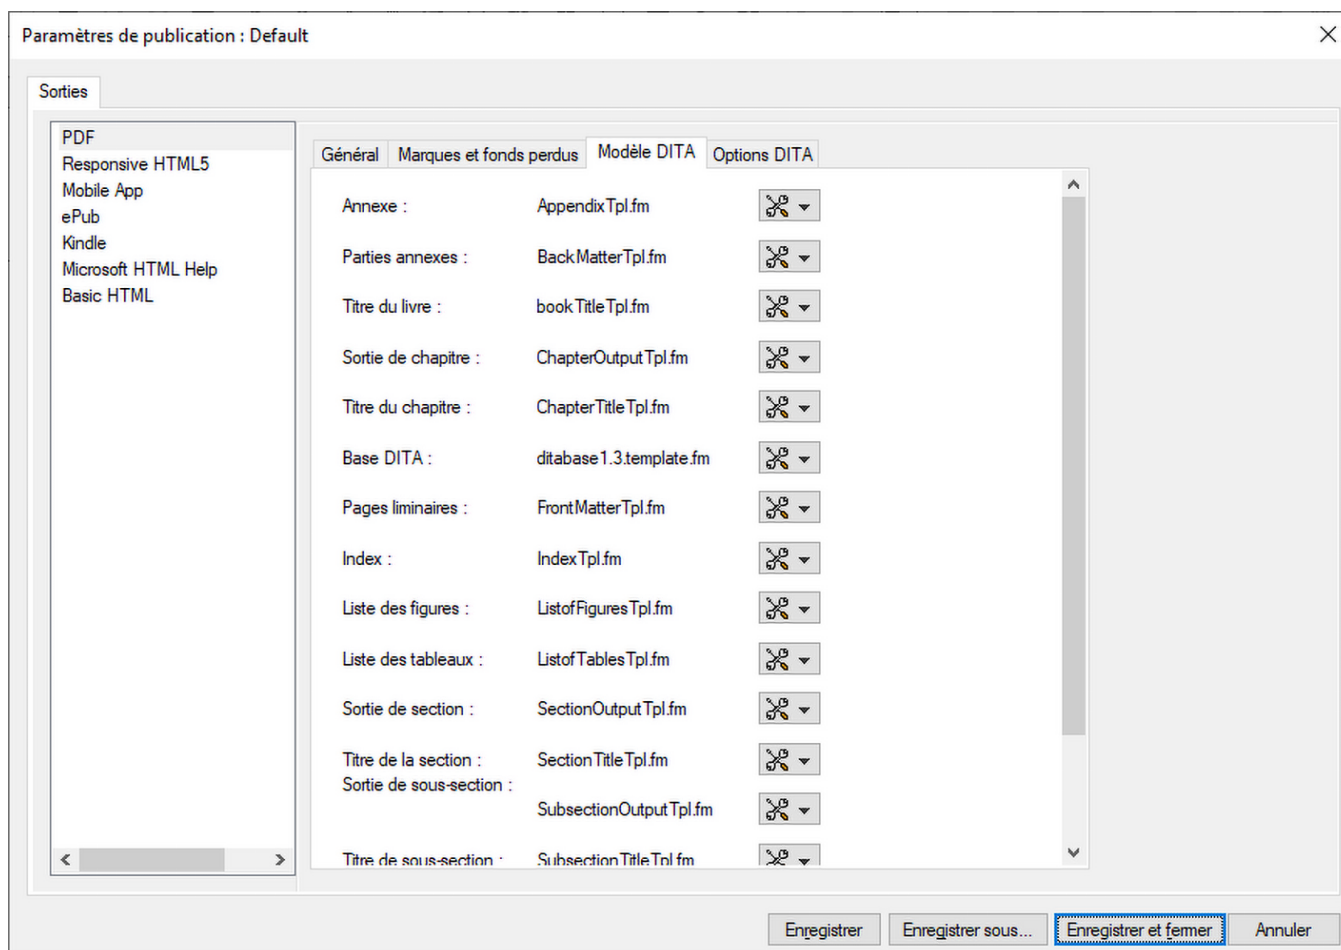 Paramètres de publication : Default
Sorties
PDF
Responsive HTML5
Mobile App
ePub
Kindle
Microsoft HTML Help
Basic HTML
Général Marques et fonds perdus Modèle DITA Options DITA
Annexe : AppendixTpl.fm
Parties annexes : BackMatterTpl.fm
Titre du livre : bookTitleTpl.fm
Sortie de chapitre : ChapterOutputTpl.fm
Titre du chapitre : ChapterTitleTpl.fm
Base DITA : ditabase1.3.template.fm
Pages liminaires : FrontMatterTpl.fm
Index : IndexTpl.fm
Liste des figures : ListofFiguresTpl.fm
Liste des tableaux : ListofTablesTpl.fm
Sortie de section : SectionOutputTpl.fm
Titre de la section : SectionTitleTpl.fm
Sortie de sous-section :
SubsectionOutputTpl.fm
Titre de sous-section : SubsectionTitleTpl.fm
Enregistrer Enregistrer sous... Enregistrer et fermer Annuler